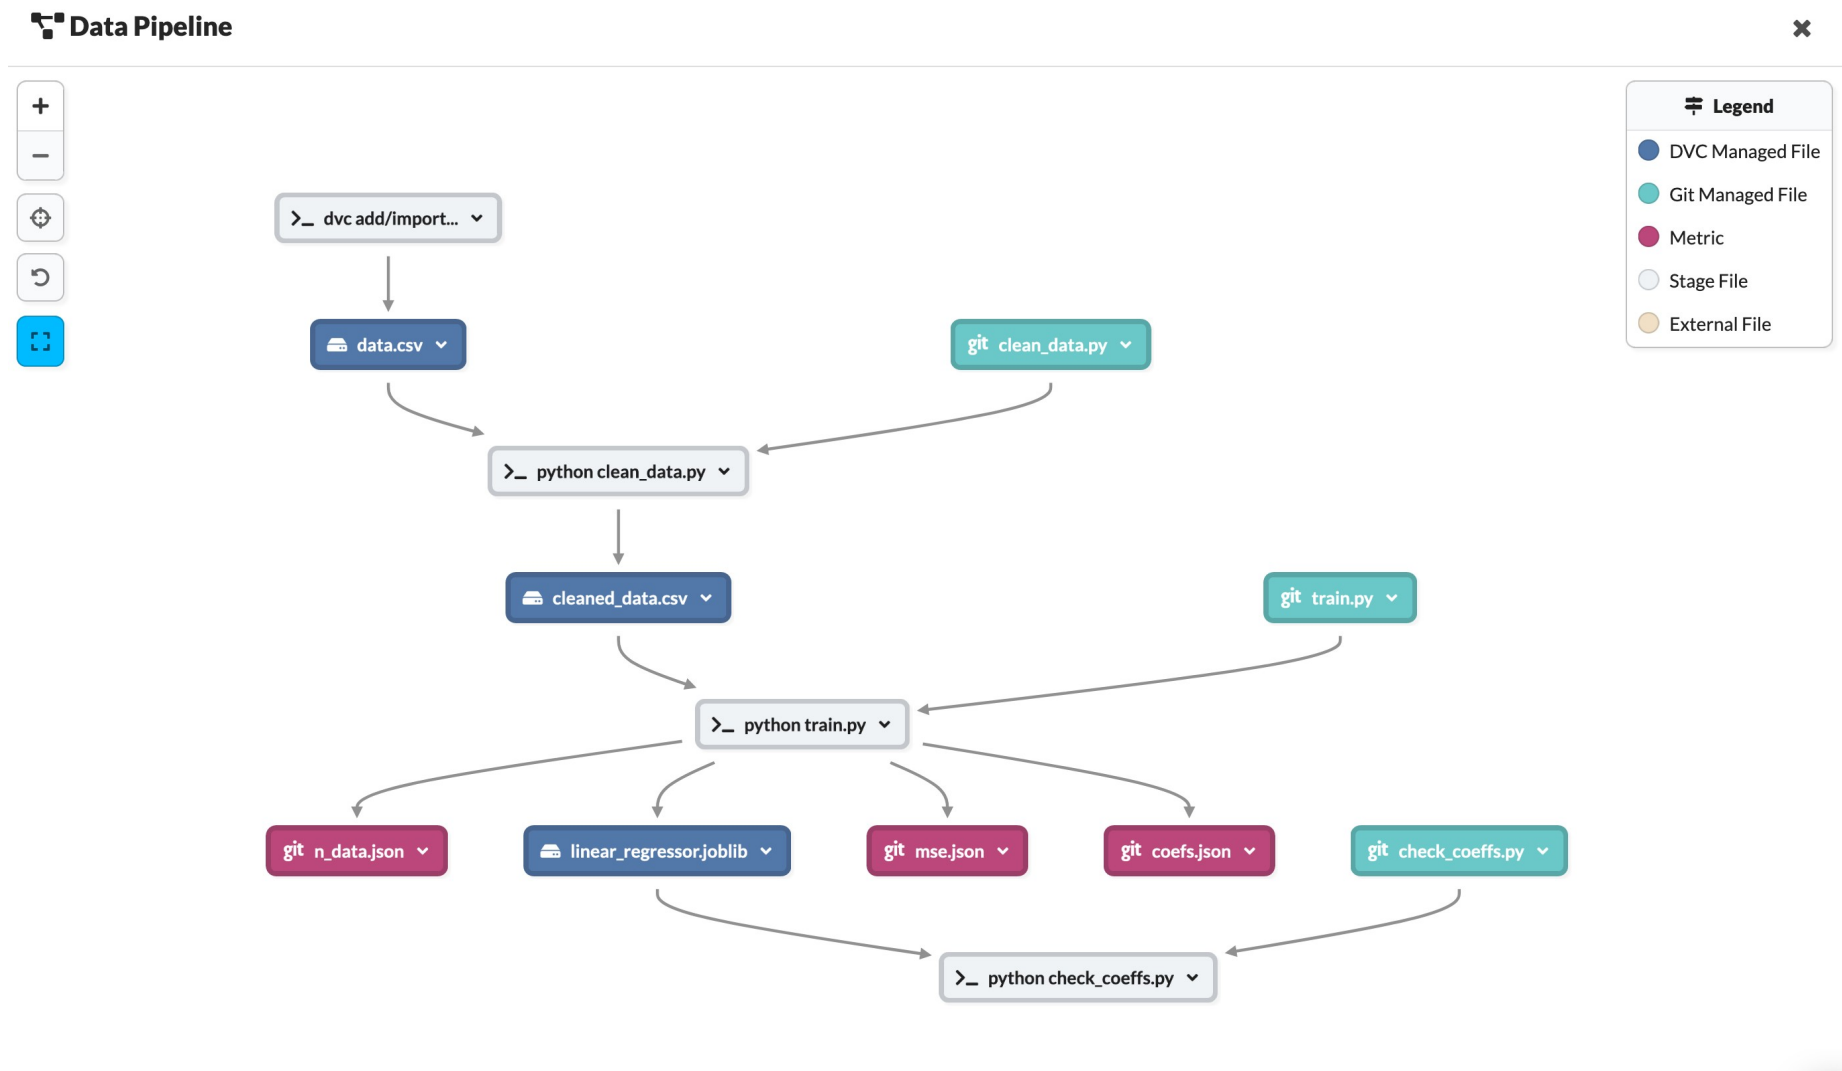 Data Pipeline
Legend
DVC Managed File
Git Managed File
Metric
Stage File
External File
>_ dvc add/import...
data.csv
git clean_data.py
>_ python clean_data.py
cleaned_data.csv
git train.py
>_ python train.py
git n_data.json
linear_regressor.joblib
git mse.json
git coefs.json
git check_coeffs.py
>_ python check_coeffs.py